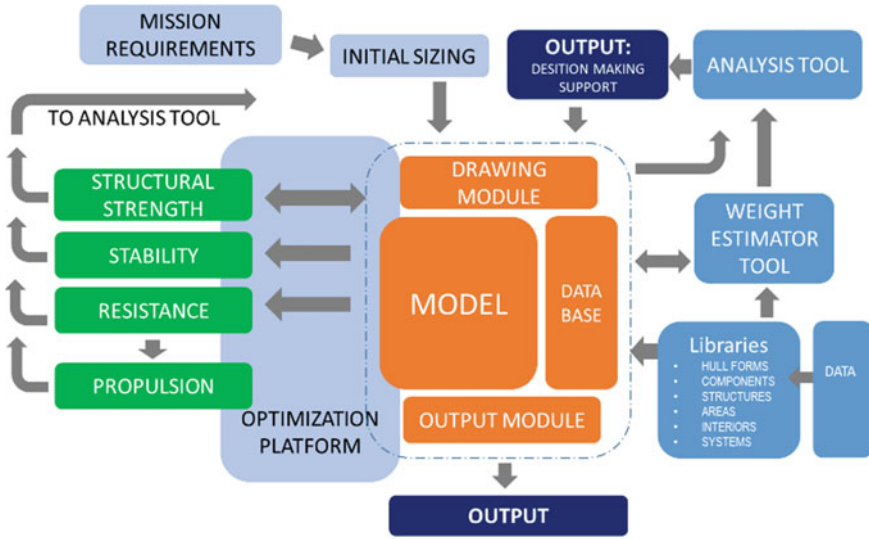 MISSION
REQUIREMENTS
INITIAL SIZING
OUTPUT:
DESITION MAKING
SUPPORT
ANALYSIS TOOL
TO ANALYSIS TOOL
STRUCTURAL
STRENGTH
STABILITY
RESISTANCE
PROPULSION
OPTIMIZATION
PLATFORM
DRAWING
MODULE
MODEL
DATA
BASE
OUTPUT MODULE
WEIGHT
ESTIMATOR
TOOL
Libraries
• HULL FORMS
• COMPONENTS
• STRUCTURES
• AREAS
• INTERIORS
• SYSTEMS
DATA
OUTPUT